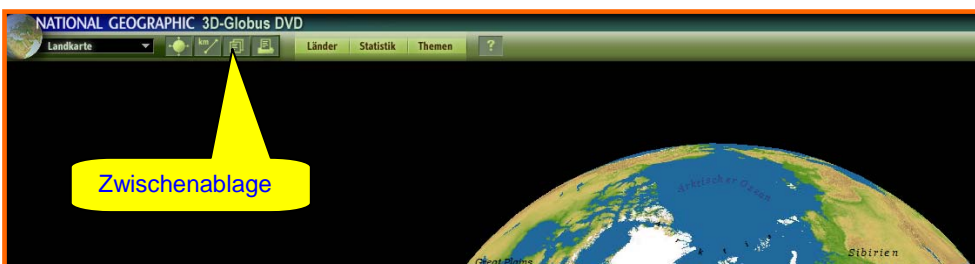 NATIONAL GEOGRAPHIC 3D-Globus DVD
Landkarte km Länder Statistik Themen ?
Zwischenablage
Arktischer Ozean
Great Plains
Sibirien